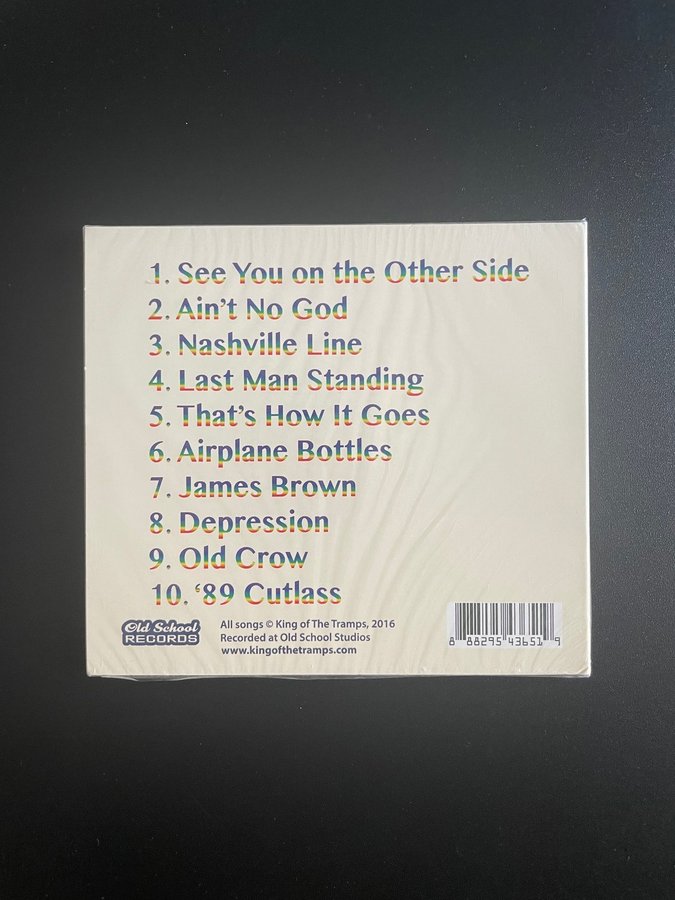 1. See You on the Other Side
2. Ain't No God
3. Nashville Line
4. Last Man Standing
5. That's How It Goes
6. Airplane Bottles
7. James Brown
8. Depression
9. Old Crow
10. ‘89 Cutlass
Old School
RECORDS
All songs © King of The Tramps, 2016
Recorded at Old School Studios
www.kingofthetramps.com
8 88295 43651 9